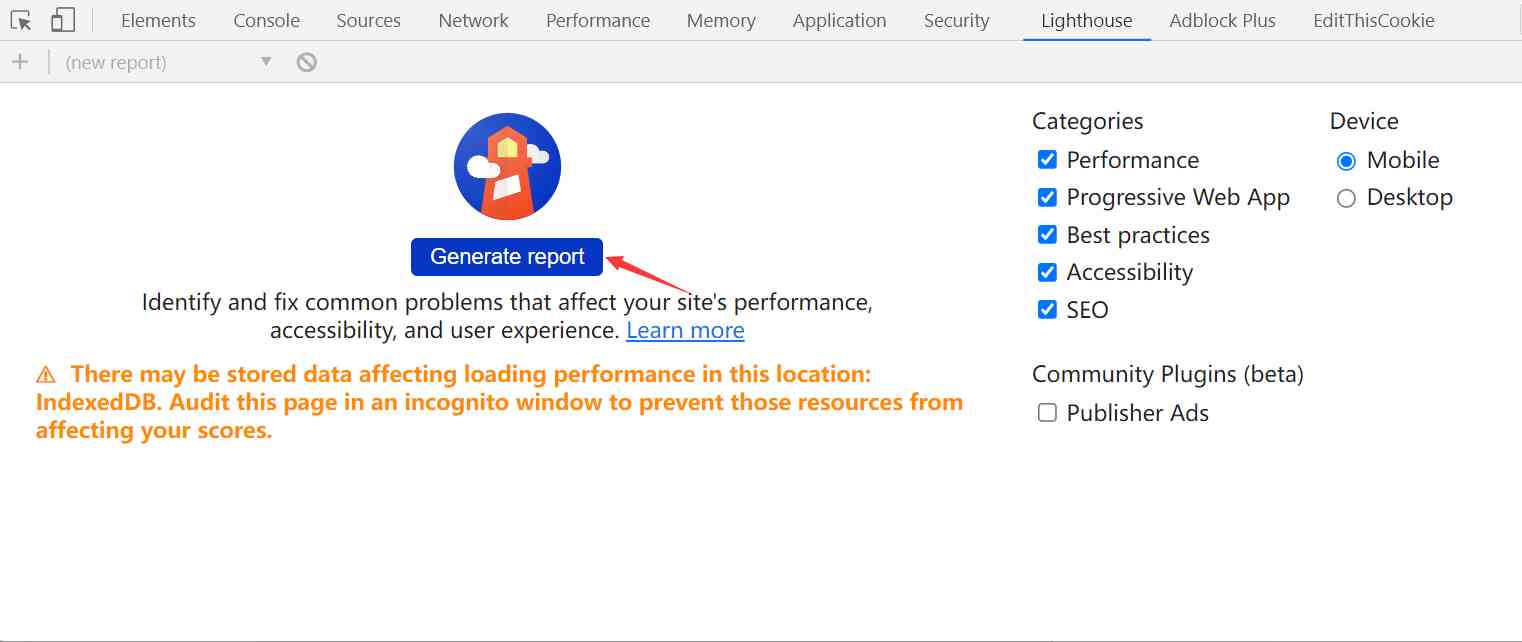 Elements Console Sources Network Performance Memory Application Security Lighthouse Adblock Plus EditThisCookie
(new report)
Generate report
Identify and fix common problems that affect your site's performance,
accessibility, and user experience. Learn more
There may be stored data affecting loading performance in this location:
IndexedDB. Audit this page in an incognito window to prevent those resources from
affecting your scores.
Categories
Performance
Progressive Web App
Best practices
Accessibility
SEO
Device
Mobile
Desktop
Community Plugins (beta)
Publisher Ads